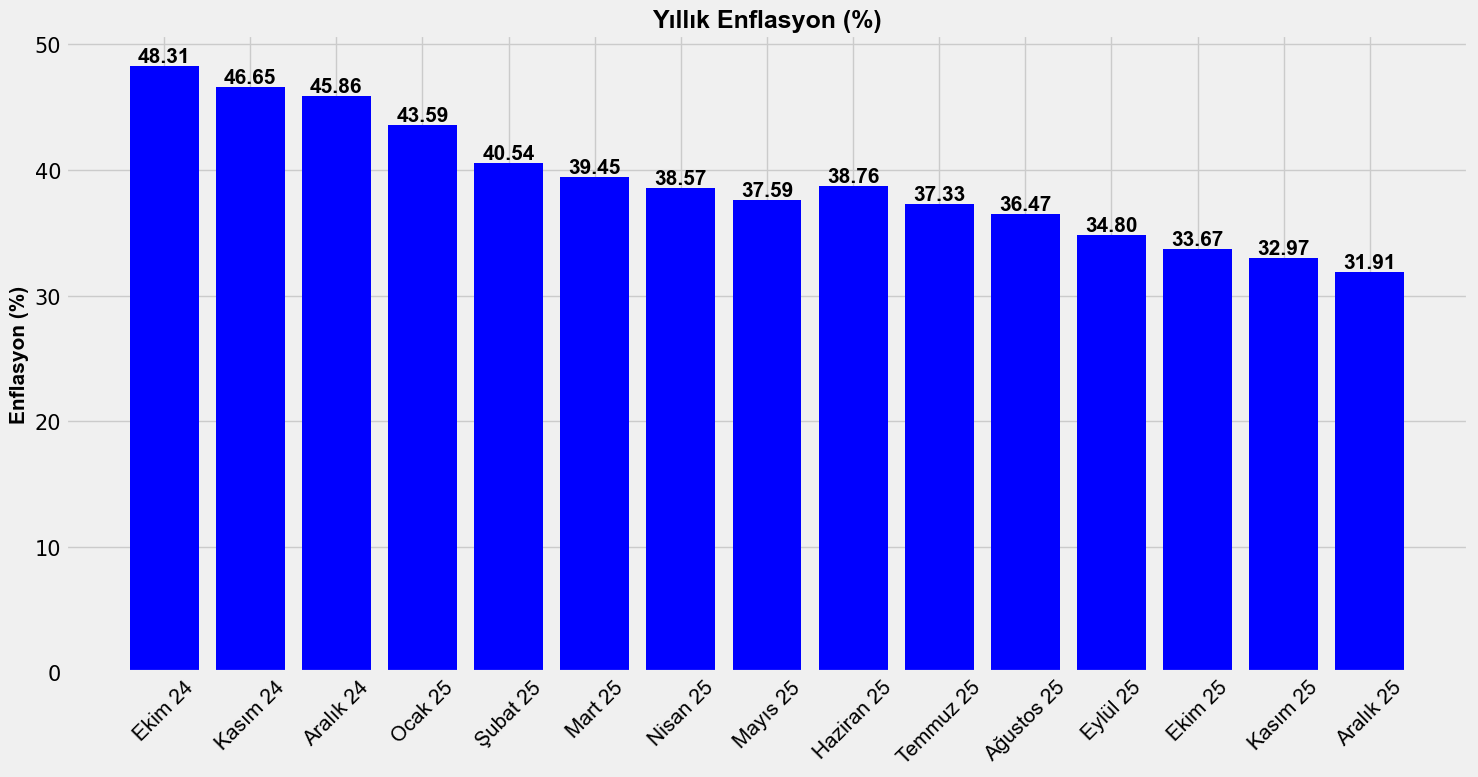 Yıllık Enflasyon (%)
Enflasyon (%)
50
40
30
20
10
0
48.31
46.65
45.86
43.59
40.54
39.45
38.57
37.59
38.76
37.33
36.47
34.80
33.67
32.97
31.91
Ekim 24
Kasım 24
Aralık 24
Ocak 25
Şubat 25
Mart 25
Nisan 25
Mayıs 25
Haziran 25
Temmuz 25
Ağustos 25
Eylül 25
Ekim 25
Kasım 25
Aralık 25